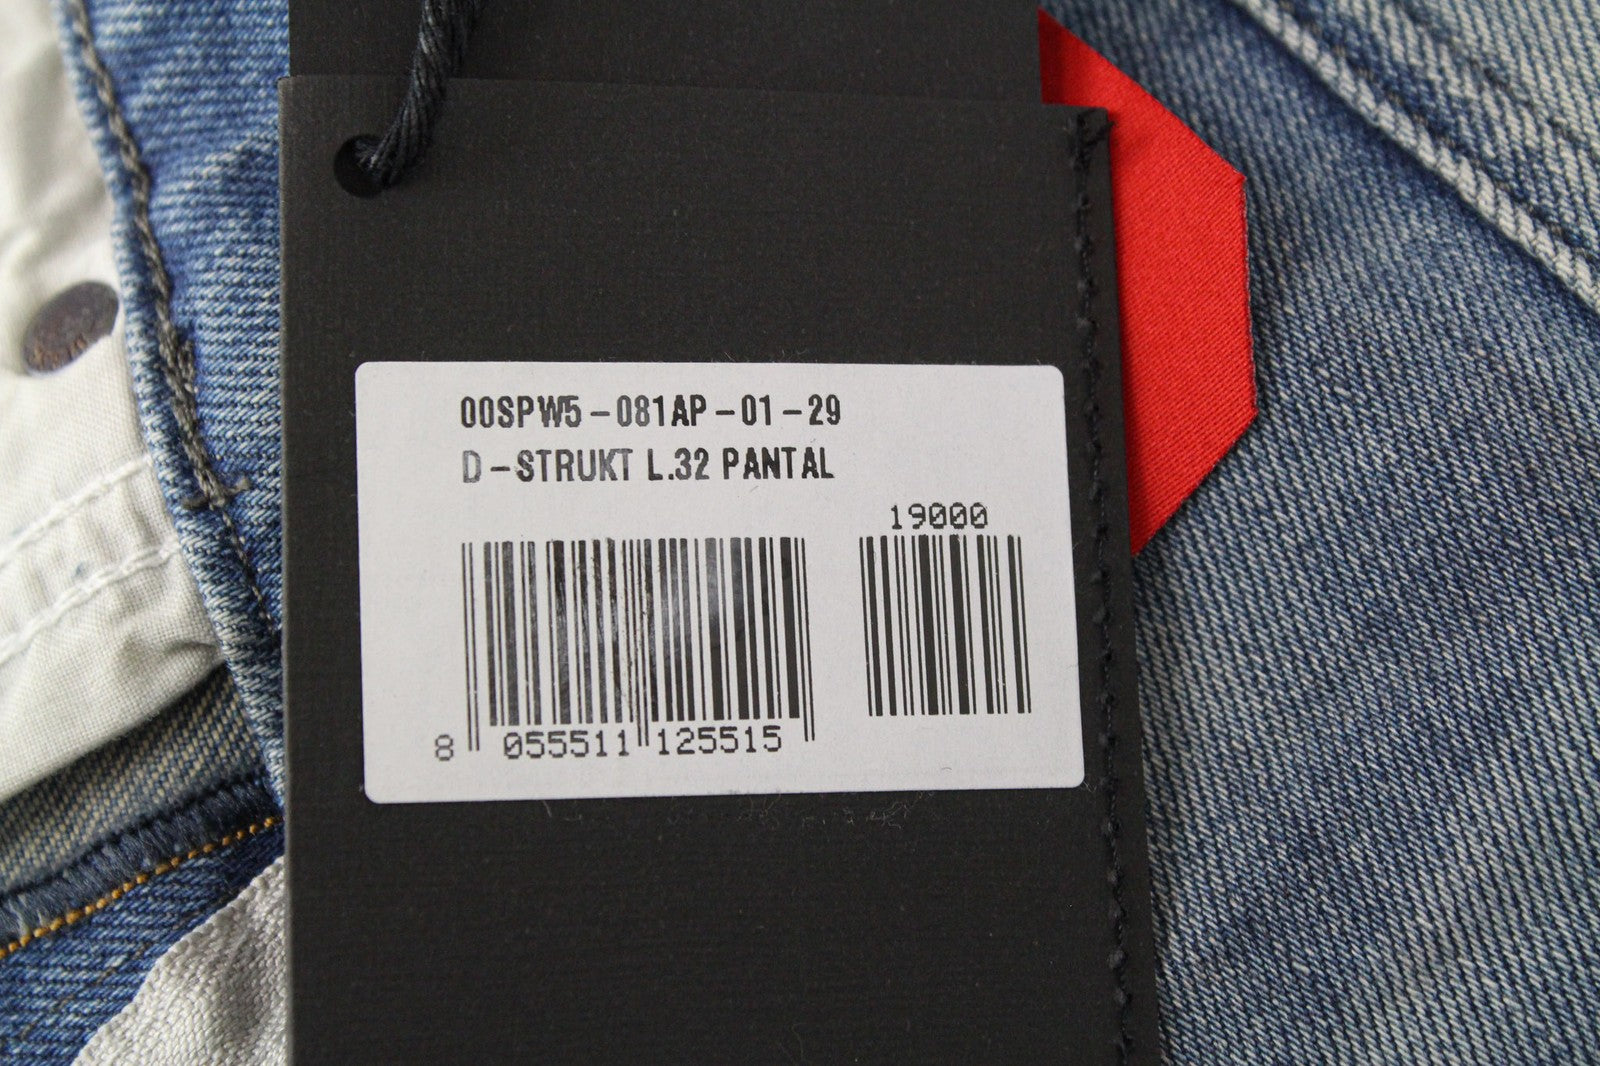 00SPW5-081AP-01-29
D-STRUKT L.32 PANTAL
19000
8 055511 125515